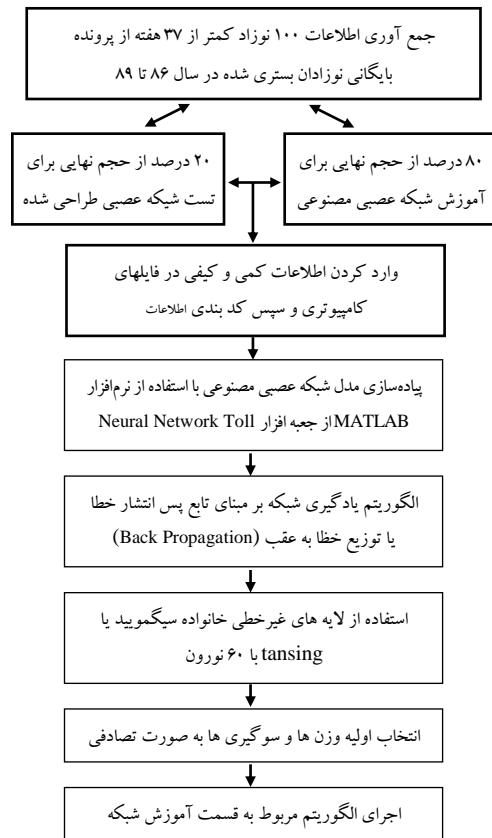 جمع آوری اطلاعات ۱۰۰ نوزاد کمتر از ۳۷ هفته از پرونده
بایگانی نوزادان بستری شده در سال ۸۶ تا ۸۹
۸۰ درصد از حجم نهایی برای
آموزش شبکه عصبی مصنوعی
۲۰ درصد از حجم نهایی برای
تست شیکه عصبی طراحی شده
وارد کردن اطلاعات کمی و کیفی در فایلهای
کامپیوتری و سپس کد بندی اطلاعات
پیاده‌سازی مدل شبکه عصبی مصنوعی با استفاده از نرم‌افزار
MATLAB از جعبه افزار Neural Network Toll
الگوریتم یادگیری شبکه بر مبنای تابع پس انتشار خطا
یا توزیع خظا به عقب (Back Propagation)
استفاده از لایه های غیرخطی خانواده سیگمویید یا
tansing با ۶۰ نورون
انتخاب اولیه وزن ها و سوگیری ها به صورت تصادفی
اجرای الگوریتم مربوط به قسمت آموزش شبکه